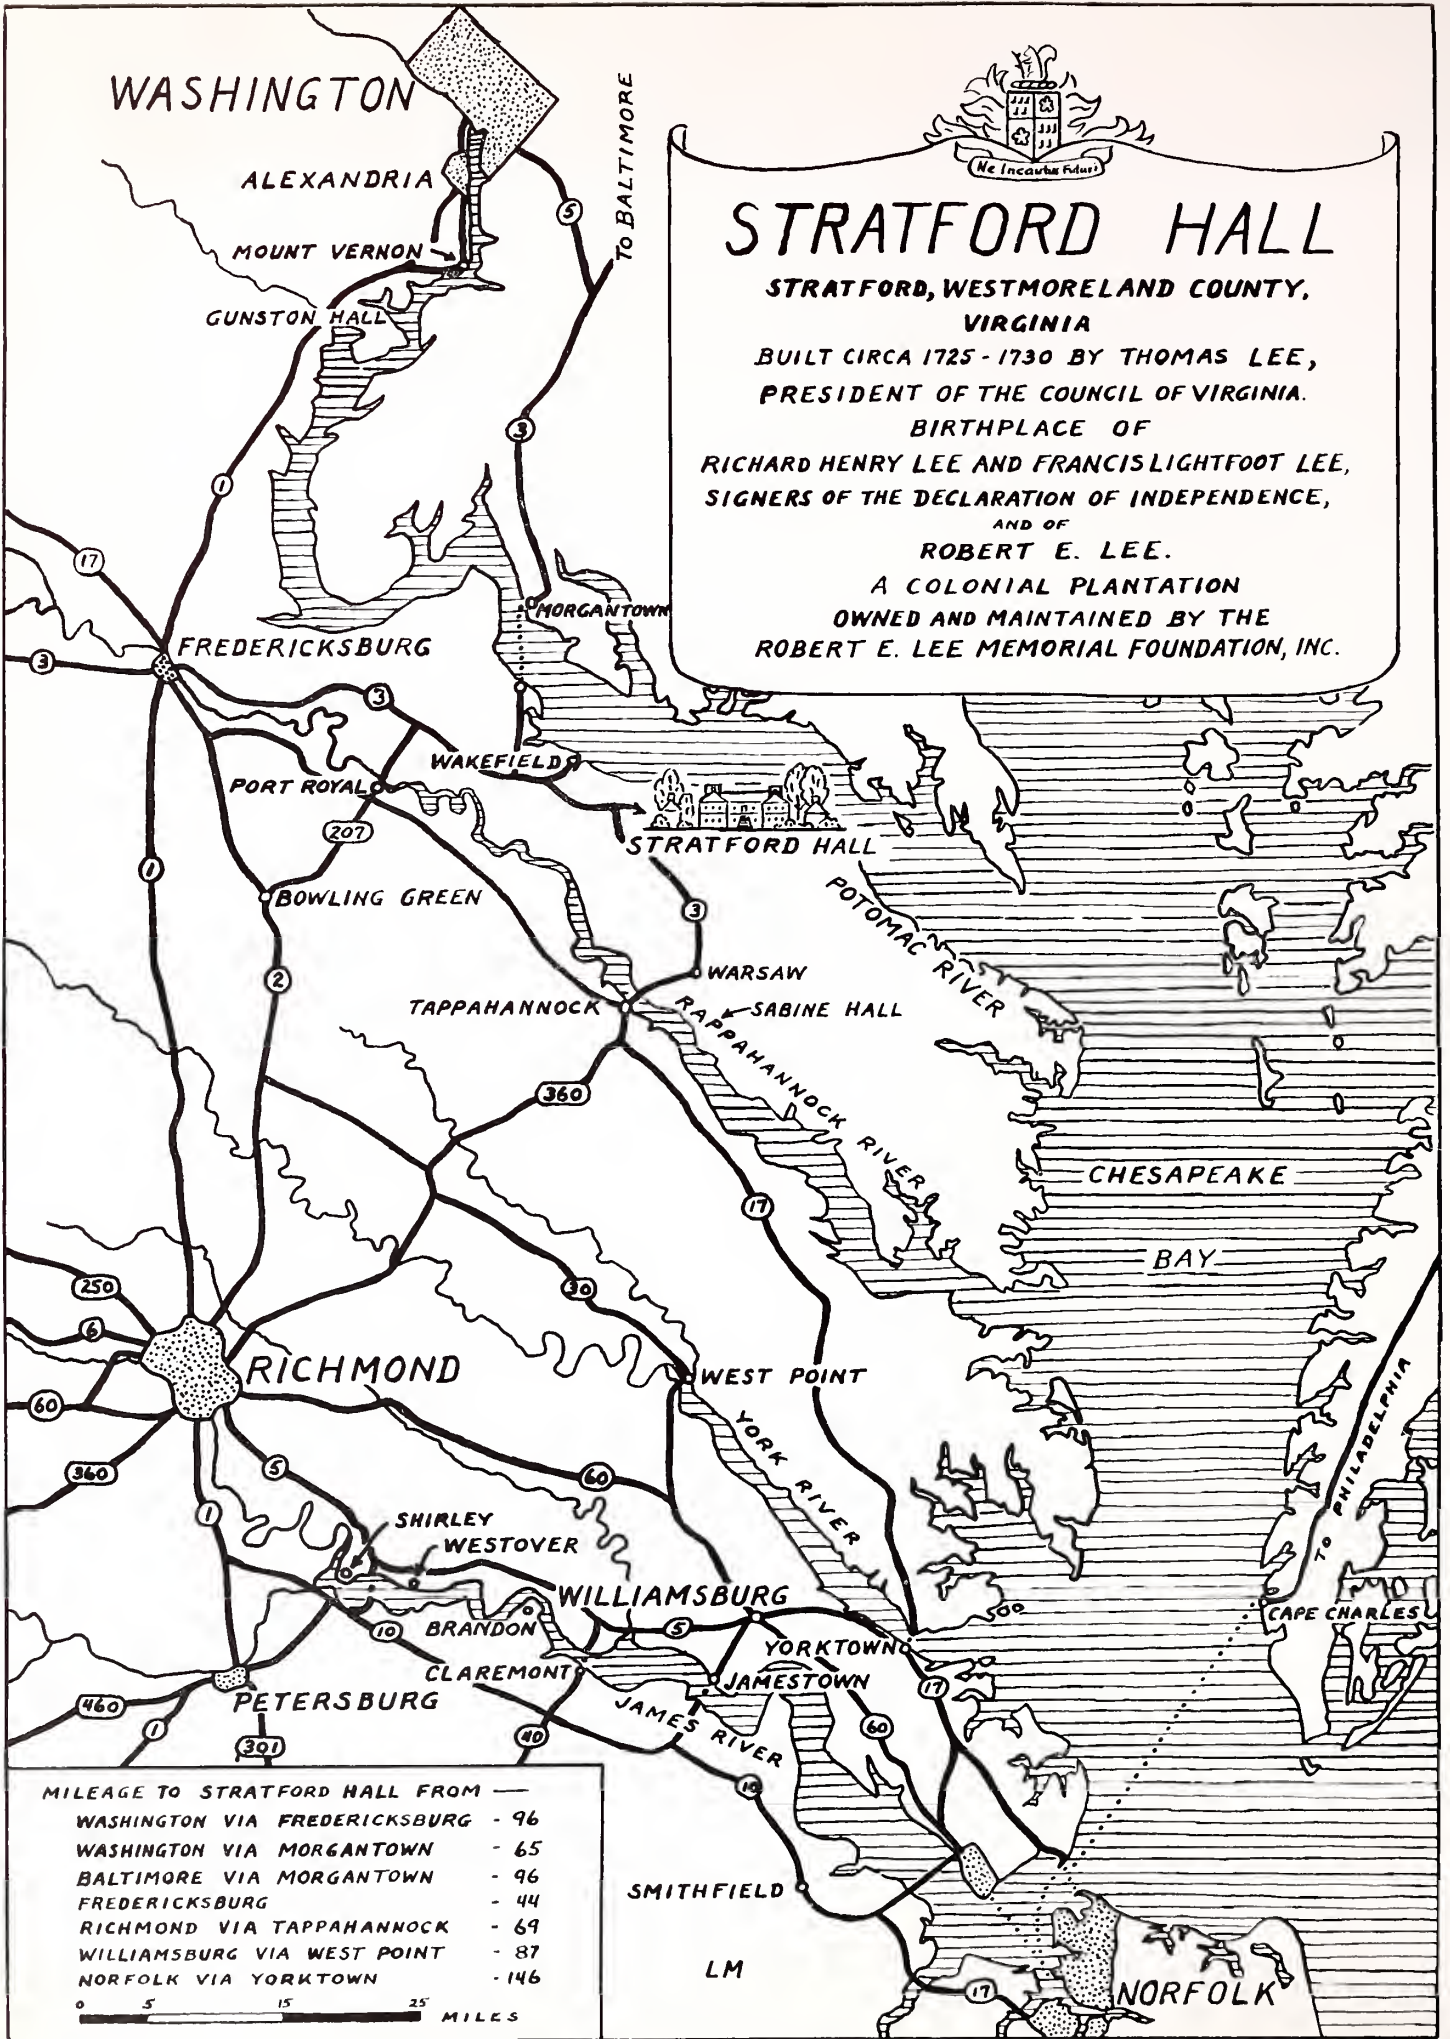 WASHINGTON
ALEXANDRIA
MOUNT VERNON
GUNSTON HALL
TO BALTIMORE
5
3
1
17
3
Ne Incautus Futuri
STRATFORD HALL
STRATFORD, WESTMORELAND COUNTY,
VIRGINIA
BUILT CIRCA 1725-1730 BY THOMAS LEE,
PRESIDENT OF THE COUNCIL OF VIRGINIA.
BIRTHPLACE OF
RICHARD HENRY LEE AND FRANCIS LIGHTFOOT LEE,
SIGNERS OF THE DECLARATION OF INDEPENDENCE,
AND OF
ROBERT E. LEE.
A COLONIAL PLANTATION
OWNED AND MAINTAINED BY THE
ROBERT E. LEE MEMORIAL FOUNDATION, INC.
MORGANTOWN
FREDERICKSBURG
3
WAKEFIELD
PORT ROYAL
207
STRATFORD HALL
1
BOWLING GREEN
POTOMAC RIVER
3
2
WARSAW
TAPPAHANNOCK
SABINE HALL
RAPPAHANNOCK RIVER
360
CHESAPEAKE
BAY
17
250
6
30
RICHMOND
WEST POINT
60
YORK RIVER
TO PHILADELPHIA
360
5
60
1
SHIRLEY
WESTOVER
WILLIAMSBURG
CAPE CHARLES
10
BRANDON
5
YORKTOWN
CLAREMONT
JAMESTOWN
17
PETERSBURG
JAMES RIVER
460
1
301
40
60
10
SMITHFIELD
LM
17
NORFOLK
MILEAGE TO STRATFORD HALL FROM —
WASHINGTON VIA FREDERICKSBURG - 96
WASHINGTON VIA MORGANTOWN - 65
BALTIMORE VIA MORGANTOWN - 96
FREDERICKSBURG - 44
RICHMOND VIA TAPPAHANNOCK - 69
WILLIAMSBURG VIA WEST POINT - 87
NORFOLK VIA YORKTOWN - 146
0 5 15 25
MILES